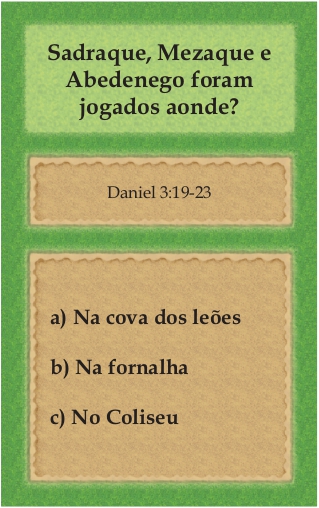 Sadraque, Mezaque e
Abedenego foram
jogados aonde?
Daniel 3:19-23
a) Na cova dos leões
b) Na fornalha
c) No Coliseu